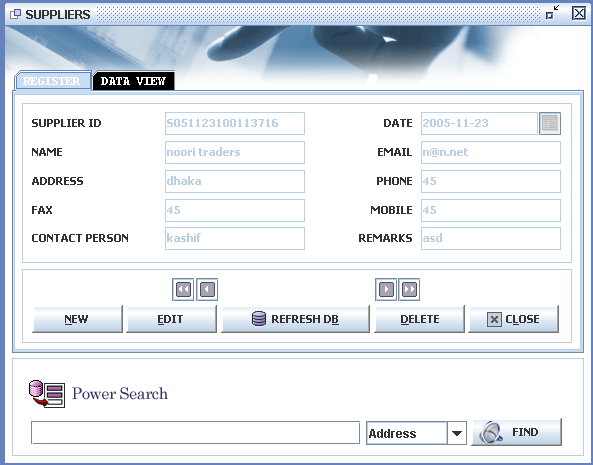 SUPPLIERS
REGISTER DATA VIEW
SUPPLIER ID S051123100113716 DATE 2005-11-23
NAME noori traders EMAIL n@n.net
ADDRESS dhaka PHONE 45
FAX 45 MOBILE 45
CONTACT PERSON kashif REMARKS asd
NEW EDIT REFRESH DB DELETE CLOSE
Power Search
Address FIND